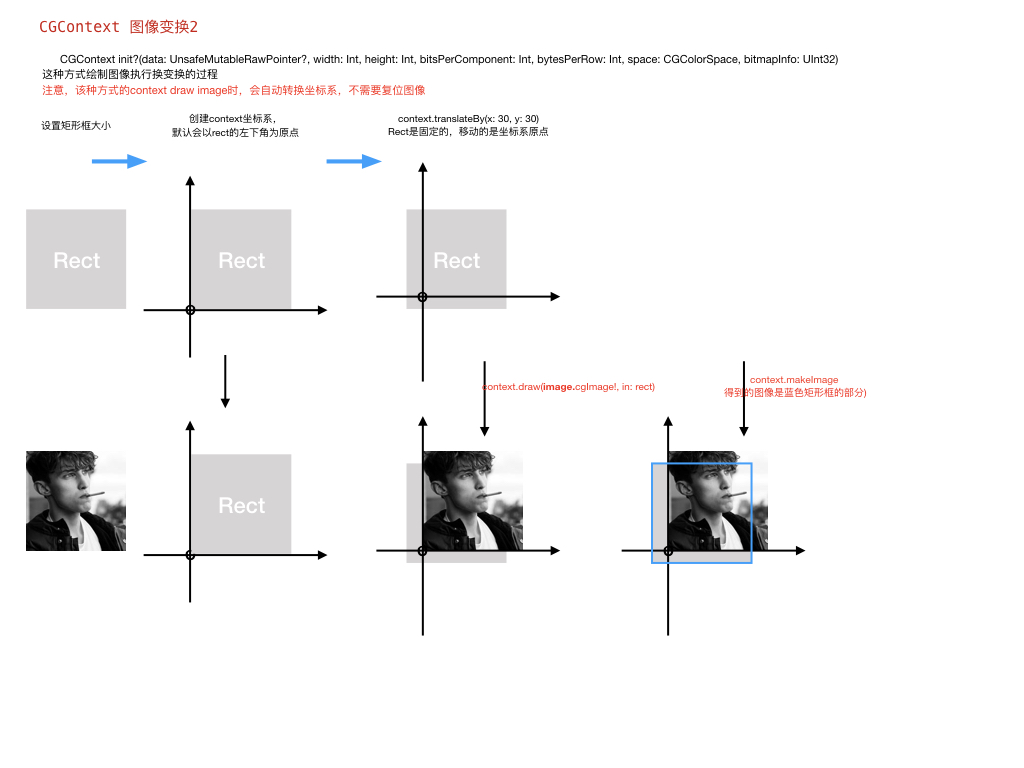 CGContext 图像变换2
CGContext init?(data: UnsafeMutableRawPointer?, width: Int, height: Int, bitsPerComponent: Int, bytesPerRow: Int, space: CGColorSpace, bitmapInfo: UInt32)
这种方式绘制图像执行换变换的过程
注意，该种方式的context draw image时，会自动转换坐标系，不需要复位图像
设置矩形框大小
创建context坐标系，
默认会以rect的左下角为原点
context.translateBy(x: 30, y: 30)
Rect是固定的，移动的是坐标系原点
Rect
Rect
Rect
context.draw(image.cgImage!, in: rect)
context.makeImage
得到的图像是蓝色矩形框的部分)
Rect